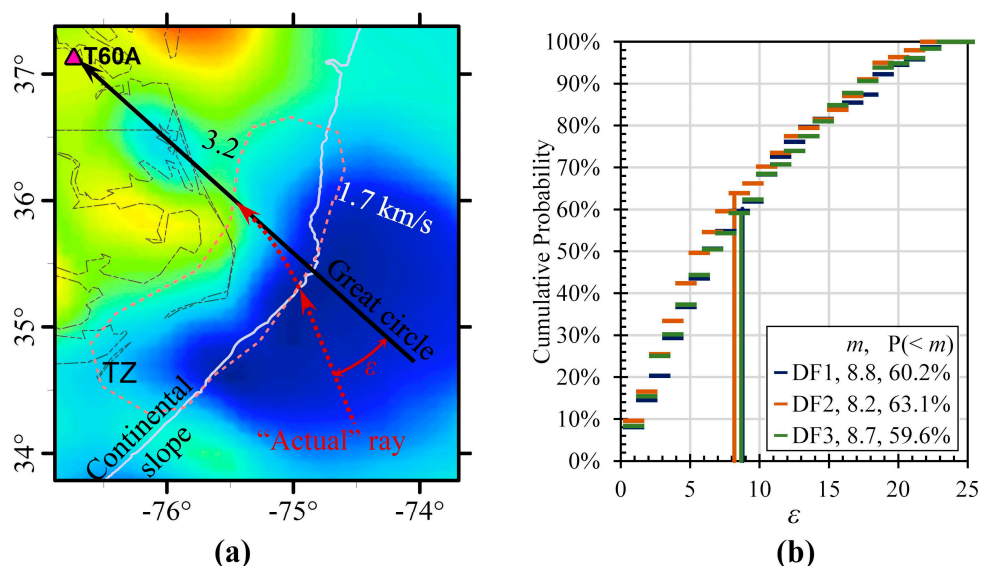 T60A
3.2
1.7 km/s
Great circle
ε
TZ
"Actual" ray
Continental
slope
37°
36°
35°
34°
-76°
-75°
-74°
(a)
100%
90%
80%
70%
60%
50%
40%
30%
20%
10%
0%
Cumulative Probability
m, P(< m)
DF1, 8.8, 60.2%
DF2, 8.2, 63.1%
DF3, 8.7, 59.6%
0 5 10 15 20 25
ε
(b)